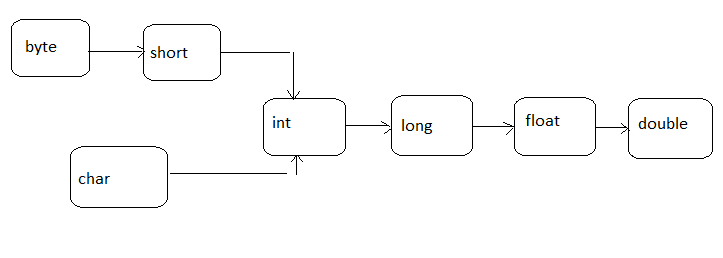 byte
short
int
long
float
double
char